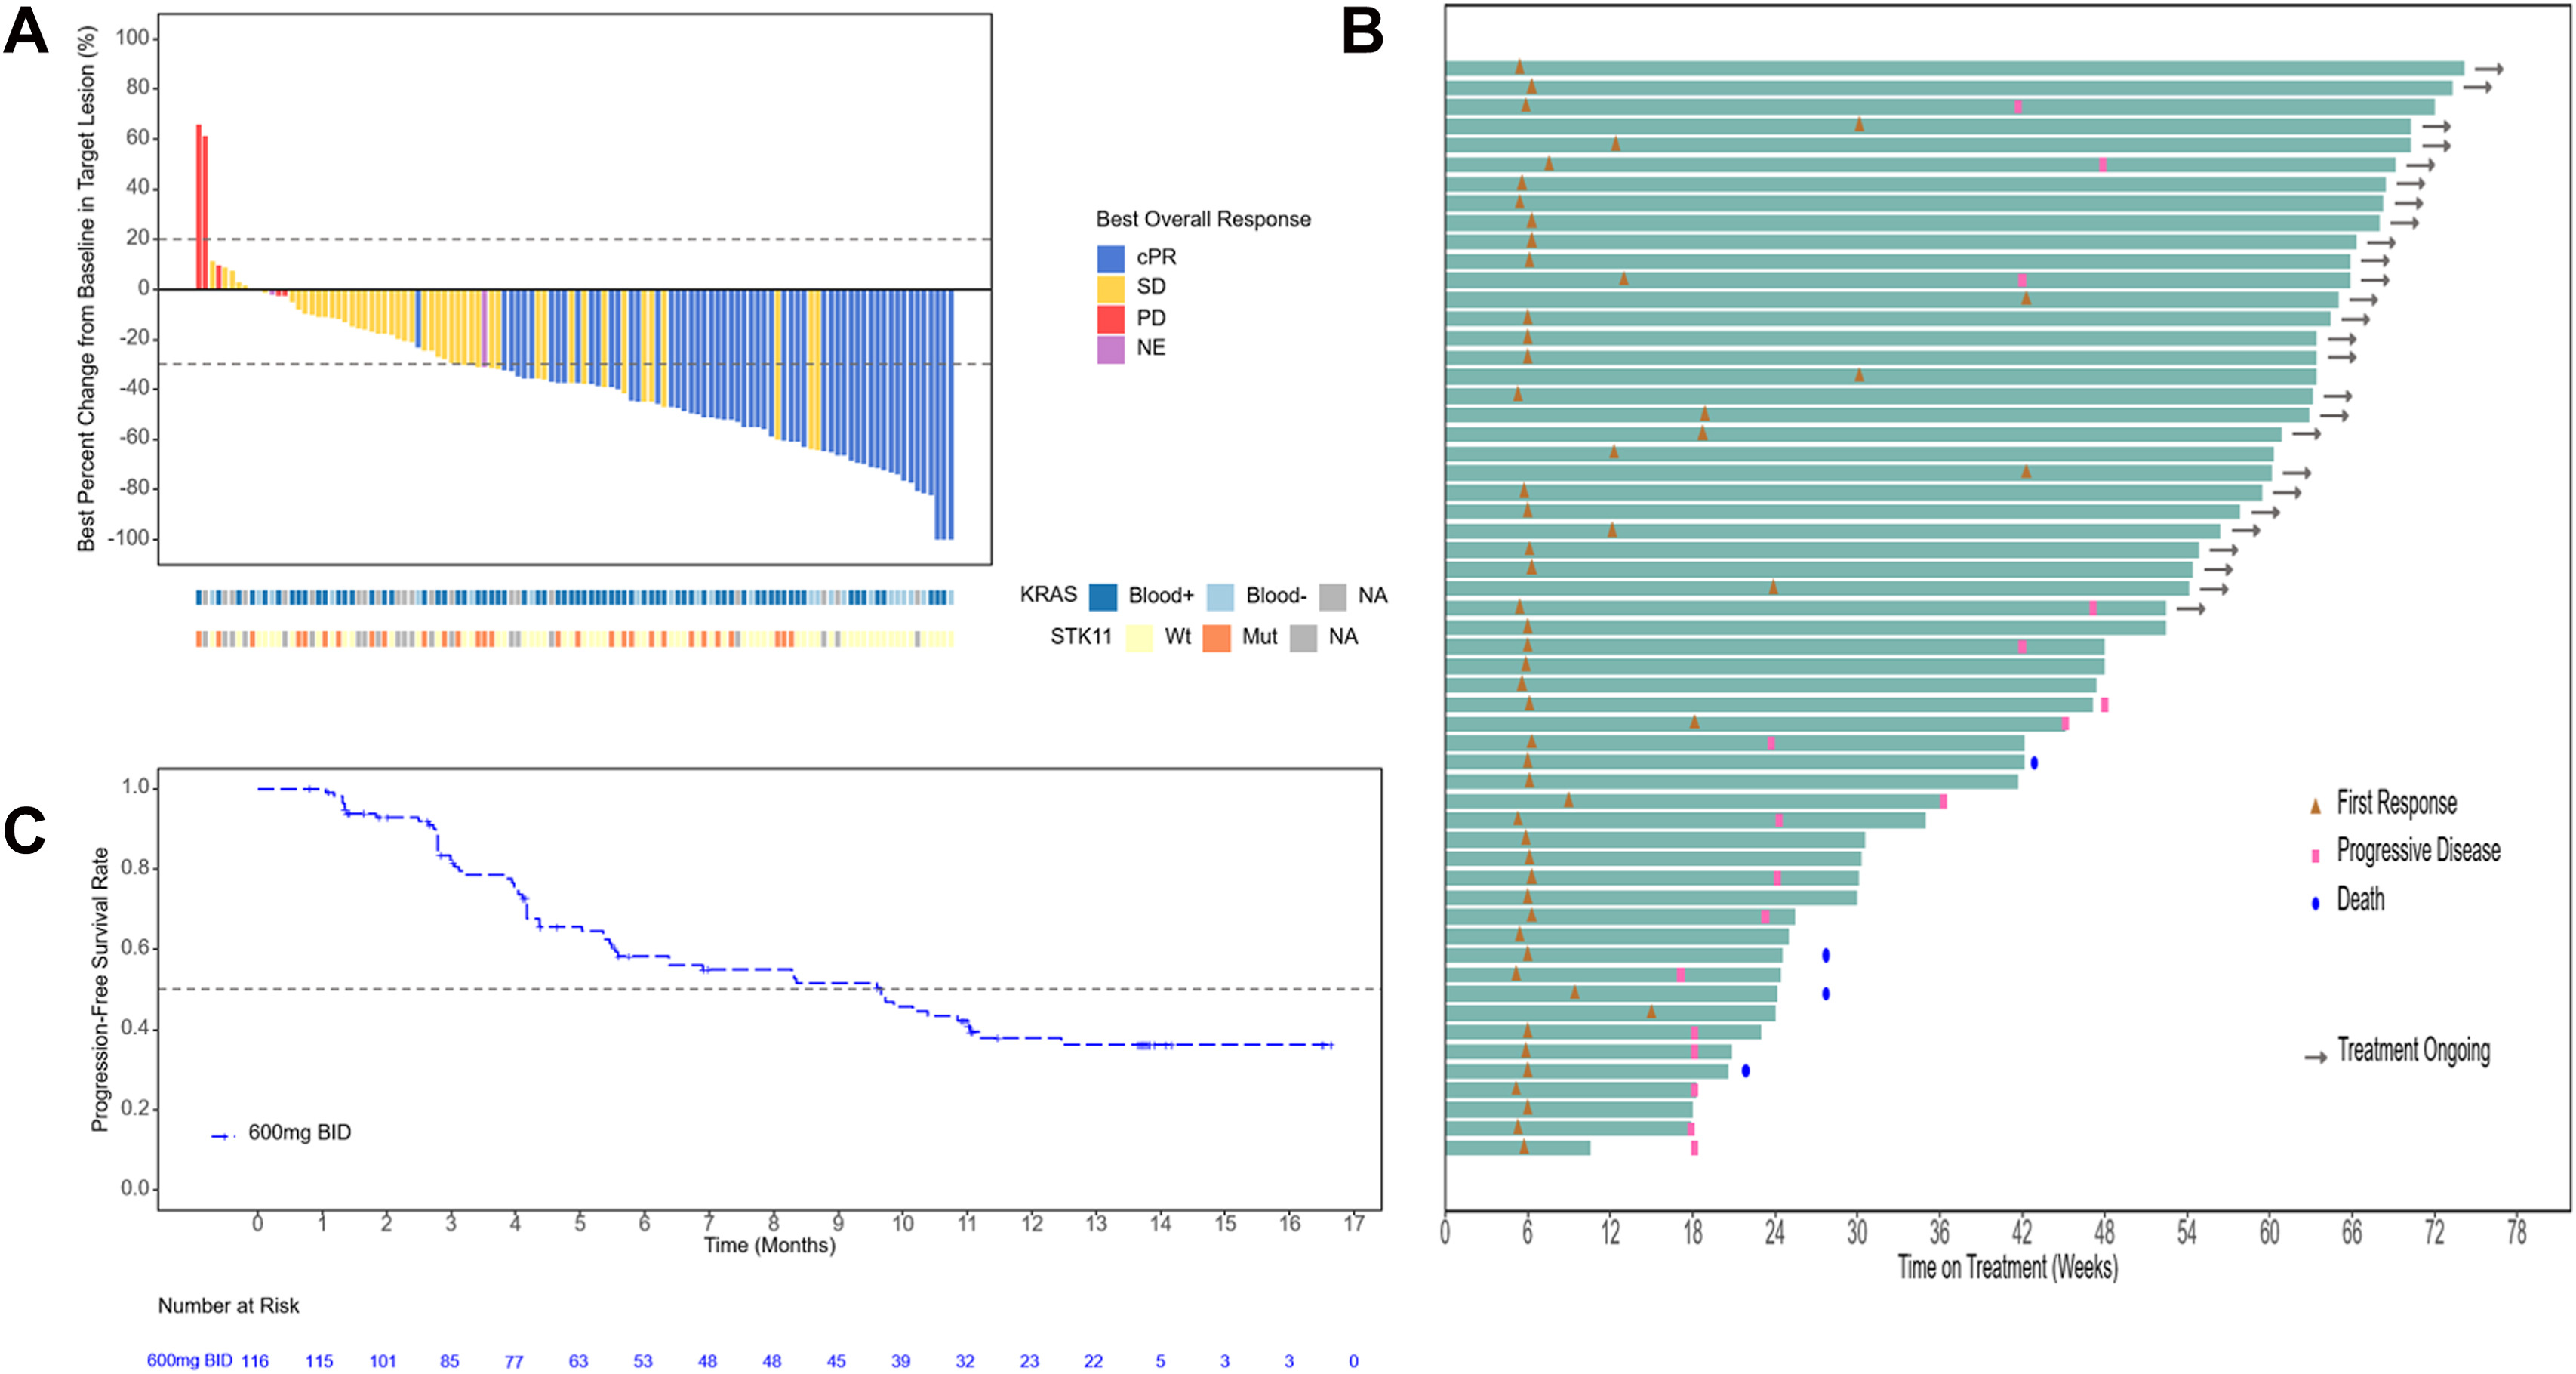 A
Best Percent Change from Baseline in Target Lesion (%)
100
80
60
40
20
0
-20
-40
-60
-80
-100
Best Overall Response
cPR
SD
PD
NE
KRAS Blood+ Blood- NA
STK11 Wt Mut NA
B
First Response
Progressive Disease
Death
Treatment Ongoing
0 6 12 18 24 30 36 42 48 54 60 66 72 78
Time on Treatment (Weeks)
C
Progression-Free Survival Rate
1.0
0.8
0.6
0.4
0.2
0.0
600mg BID
0 1 2 3 4 5 6 7 8 9 10 11 12 13 14 15 16 17
Time (Months)
Number at Risk
600mg BID 116 115 101 85 77 63 53 48 48 45 39 32 23 22 5 3 3 0